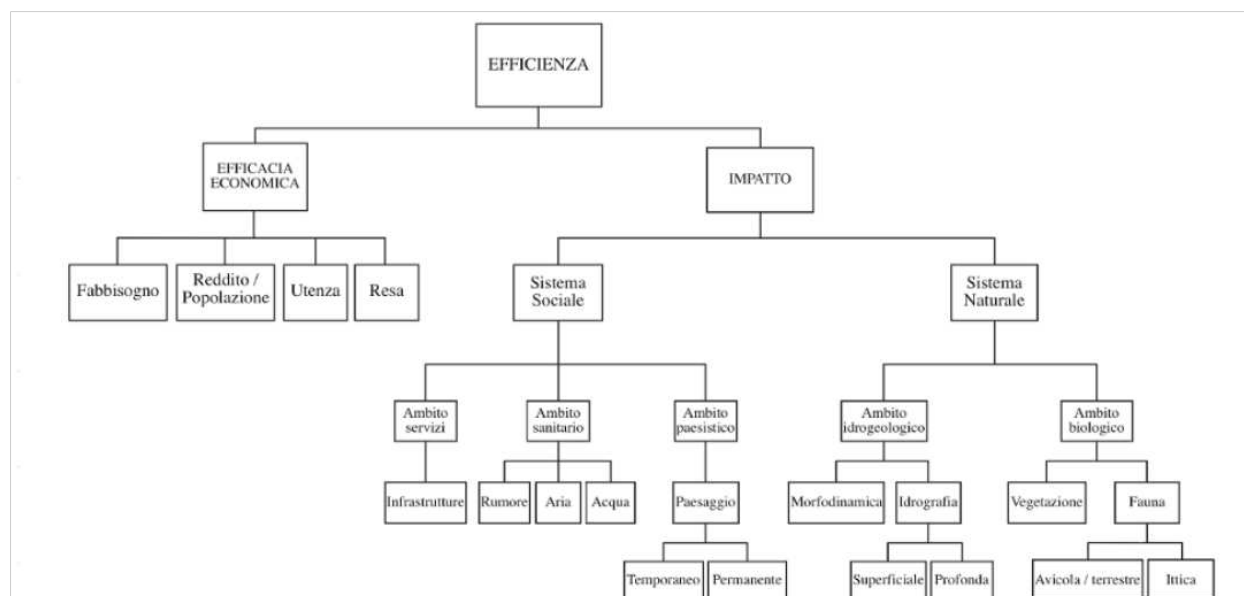 EFFICIENZA
EFFICACIA
ECONOMICA
IMPATTO
Fabbisogno
Reddito /
Popolazione
Utenza
Resa
Sistema
Sociale
Sistema
Naturale
Ambito
servizi
Ambito
sanitario
Ambito
paesistico
Ambito
idrogeologico
Ambito
biologico
Infrastrutture
Rumore
Aria
Acqua
Paesaggio
Morfodinamica
Idrografia
Vegetazione
Fauna
Temporaneo
Permanente
Superficiale
Profonda
Avicola / terrestre
Ittica